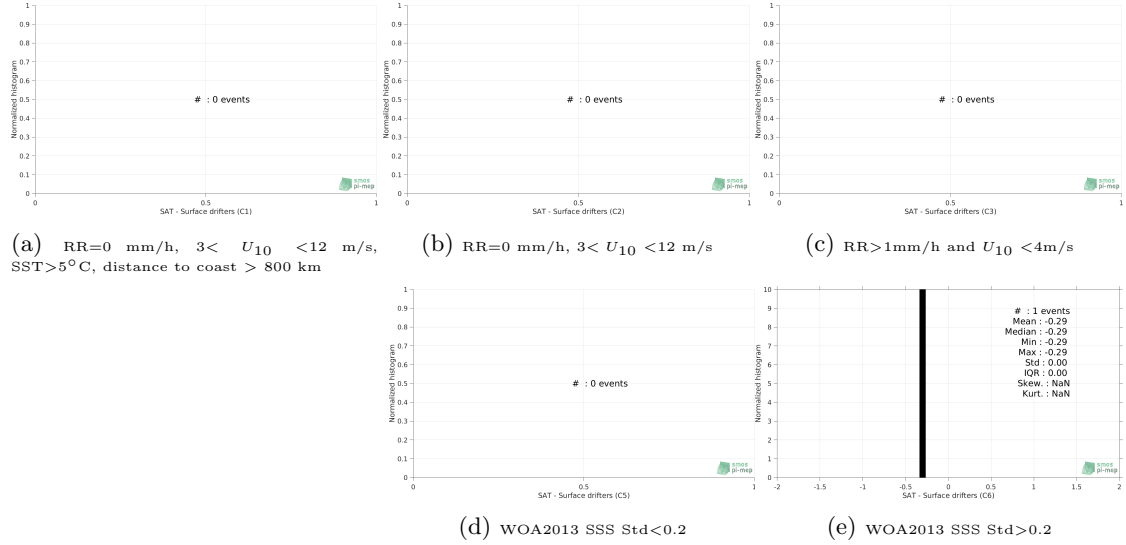 1
0.9
0.8
0.7
0.6
0.5
0.4
0.3
0.2
0.1
0
Normalized histogram
# : 0 events
smos
pi-mep
0 0.5 1
SAT - Surface drifters (C1)
(a) RR=0 mm/h, 3< U10 <12 m/s,
SST>5°C, distance to coast > 800 km
1
0.9
0.8
0.7
0.6
0.5
0.4
0.3
0.2
0.1
0
Normalized histogram
# : 0 events
smos
pi-mep
0 0.5 1
SAT - Surface drifters (C2)
(b) RR=0 mm/h, 3< U10 <12 m/s
1
0.9
0.8
0.7
0.6
0.5
0.4
0.3
0.2
0.1
0
Normalized histogram
# : 0 events
smos
pi-mep
0 0.5 1
SAT - Surface drifters (C3)
(c) RR>1mm/h and U10 <4m/s
1
0.9
0.8
0.7
0.6
0.5
0.4
0.3
0.2
0.1
0
Normalized histogram
# : 0 events
smos
pi-mep
0 0.5 1
SAT - Surface drifters (C5)
(d) WOA2013 SSS Std<0.2
10
9
8
7
6
5
4
3
2
1
0
Normalized histogram
# : 1 events
Mean : -0.29
Median : -0.29
Min : -0.29
Max : -0.29
Std : 0.00
IQR : 0.00
Skew. : NaN
Kurt. : NaN
smos
pi-mep
-2 -1.5 -1 -0.5 0 0.5 1 1.5 2
SAT - Surface drifters (C6)
(e) WOA2013 SSS Std>0.2